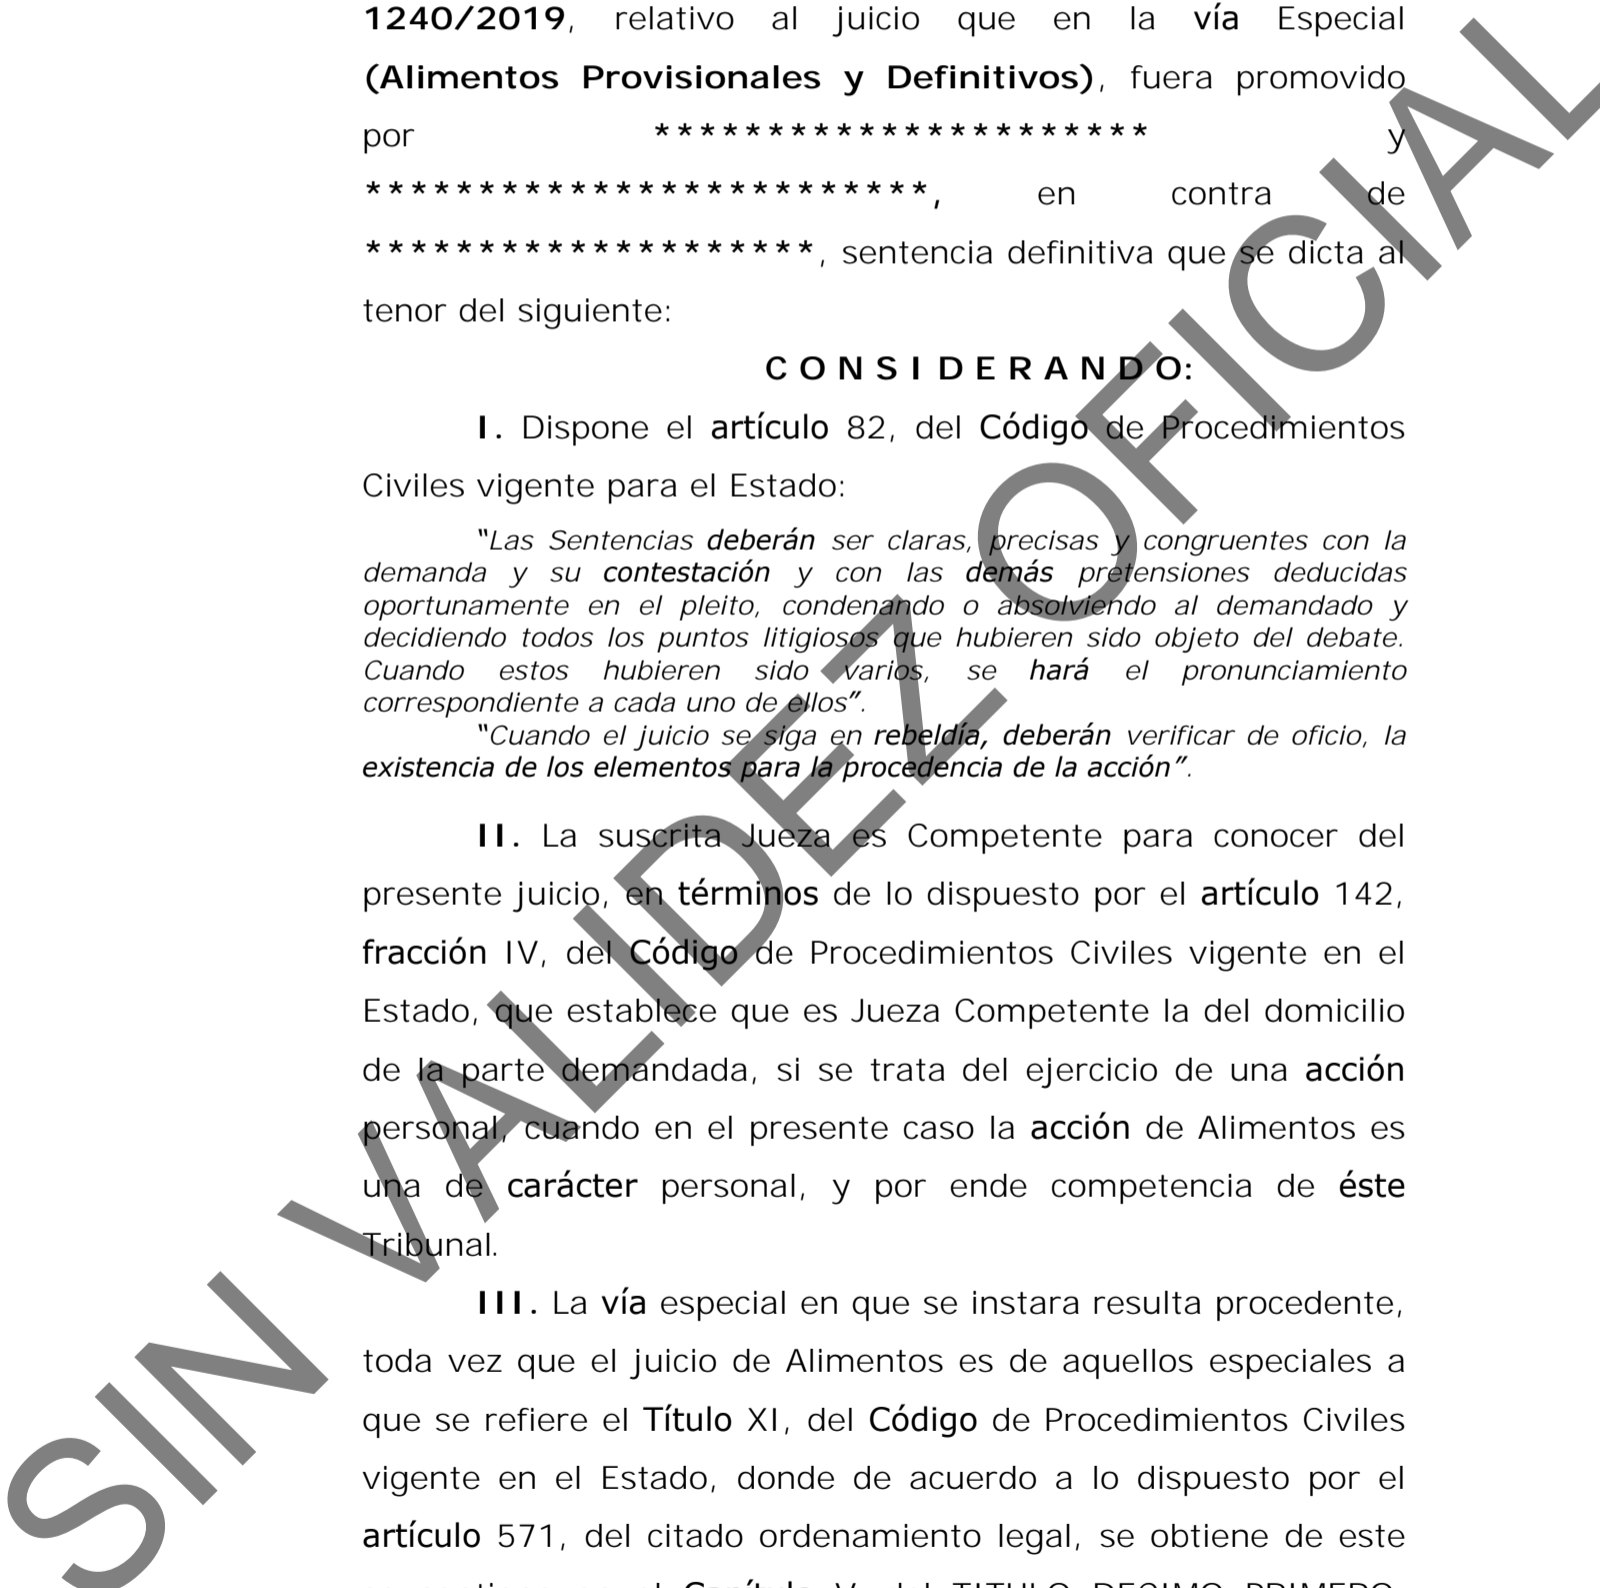 1240/2019, relativo al juicio que en la vía Especial
(Alimentos Provisionales y Definitivos), fuera promovido
por ********************** y
*************************, en contra de
********************, sentencia definitiva que se dicta al
tenor del siguiente:
C O N S I D E R A N D O:
I. Dispone el artículo 82, del Código de Procedimientos
Civiles vigente para el Estado:
“Las Sentencias deberán ser claras, precisas y congruentes con la
demanda y su contestación y con las demás pretensiones deducidas
oportunamente en el pleito, condenando o absolviendo al demandado y
decidiendo todos los puntos litigiosos que hubieren sido objeto del debate.
Cuando estos hubieren sido varios, se hará el pronunciamiento
correspondiente a cada uno de ellos”.
“Cuando el juicio se siga en rebeldía, deberán verificar de oficio, la
existencia de los elementos para la procedencia de la acción”.
II. La suscrita Jueza es Competente para conocer del
presente juicio, en términos de lo dispuesto por el artículo 142,
fracción IV, del Código de Procedimientos Civiles vigente en el
Estado, que establece que es Jueza Competente la del domicilio
de la parte demandada, si se trata del ejercicio de una acción
personal, cuando en el presente caso la acción de Alimentos es
una de carácter personal, y por ende competencia de éste
Tribunal.
III. La vía especial en que se instara resulta procedente,
toda vez que el juicio de Alimentos es de aquellos especiales a
que se refiere el Título XI, del Código de Procedimientos Civiles
vigente en el Estado, donde de acuerdo a lo dispuesto por el
artículo 571, del citado ordenamiento legal, se obtiene de este
Capítulo V del TITULO DECIMO PRIMERO
SIN VALIDEZ OFICIAL